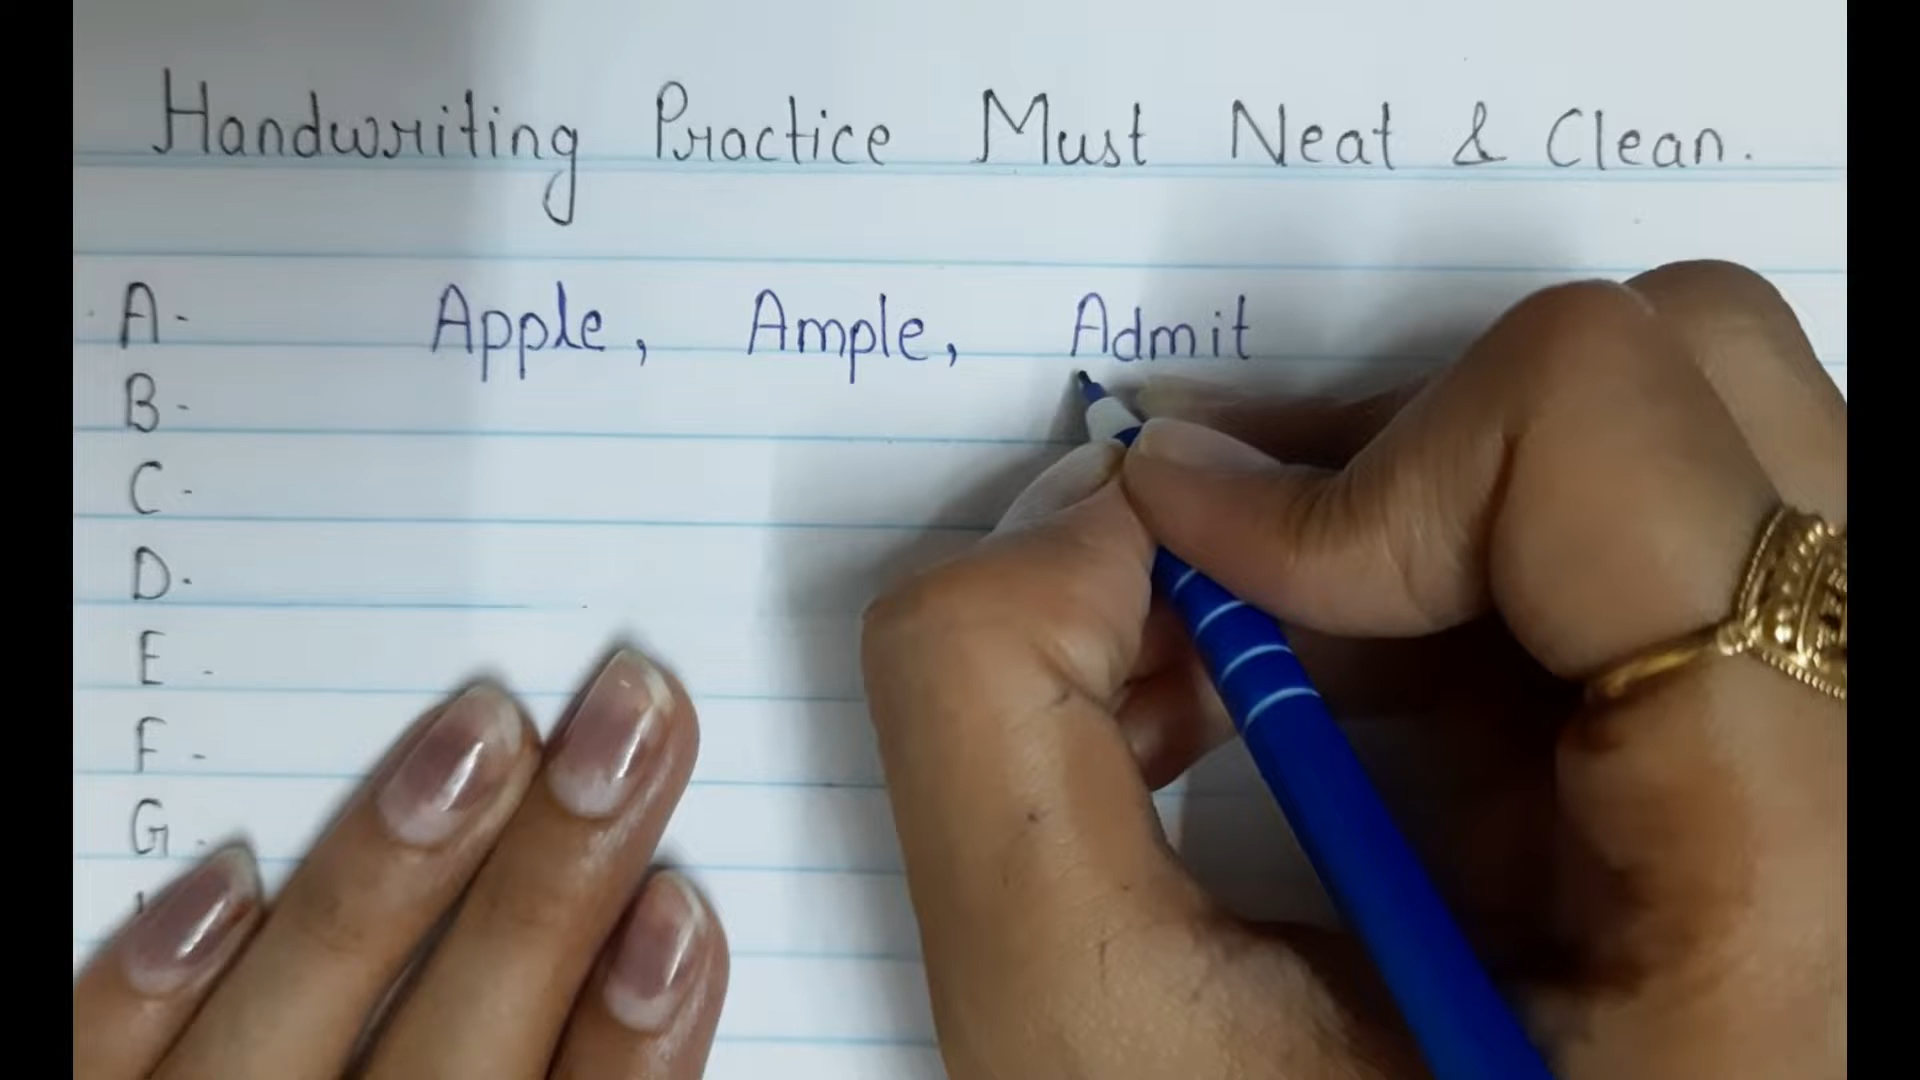 Handwriting Practice Must Neat & Clean.
A- Apple, Ample, Admit
B-
C-
D-
E-
F-
G-